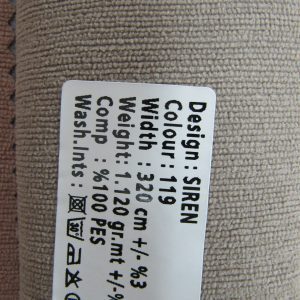 Design : SIREN
Colour : 119
Width : 320 cm +/- %3
Weight: 1.120 gr.mt +/- %
Comp : %100 PES
Wash.Ints :